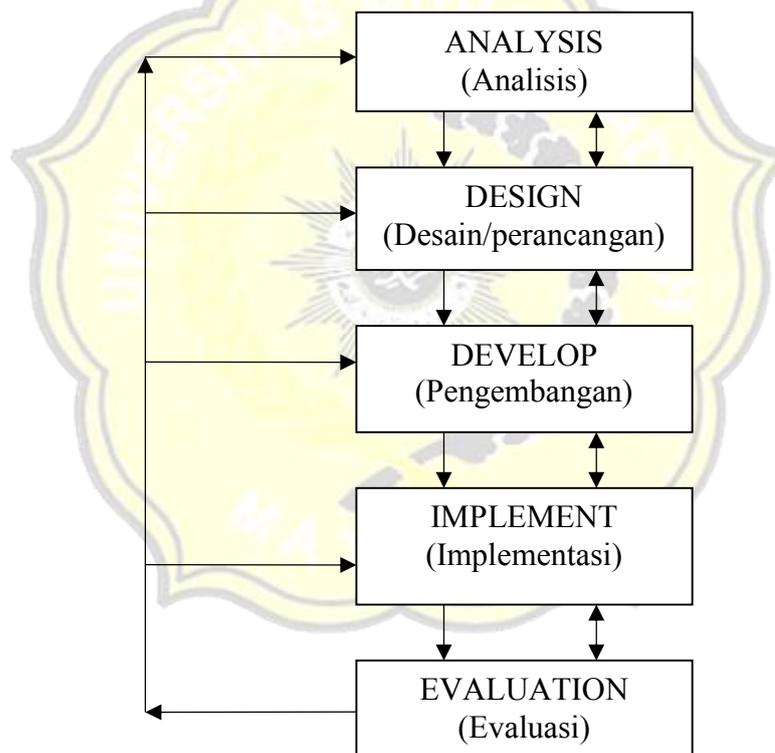 ANALYSIS
(Analisis)
DESIGN
(Desain/perancangan)
DEVELOP
(Pengembangan)
IMPLEMENT
(Implementasi)
EVALUATION
(Evaluasi)